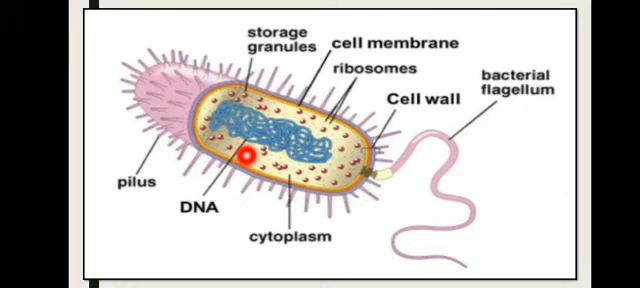 storage
granules
cell membrane
ribosomes
bacterial
flagellum
Cell wall
pilus
DNA
cytoplasm